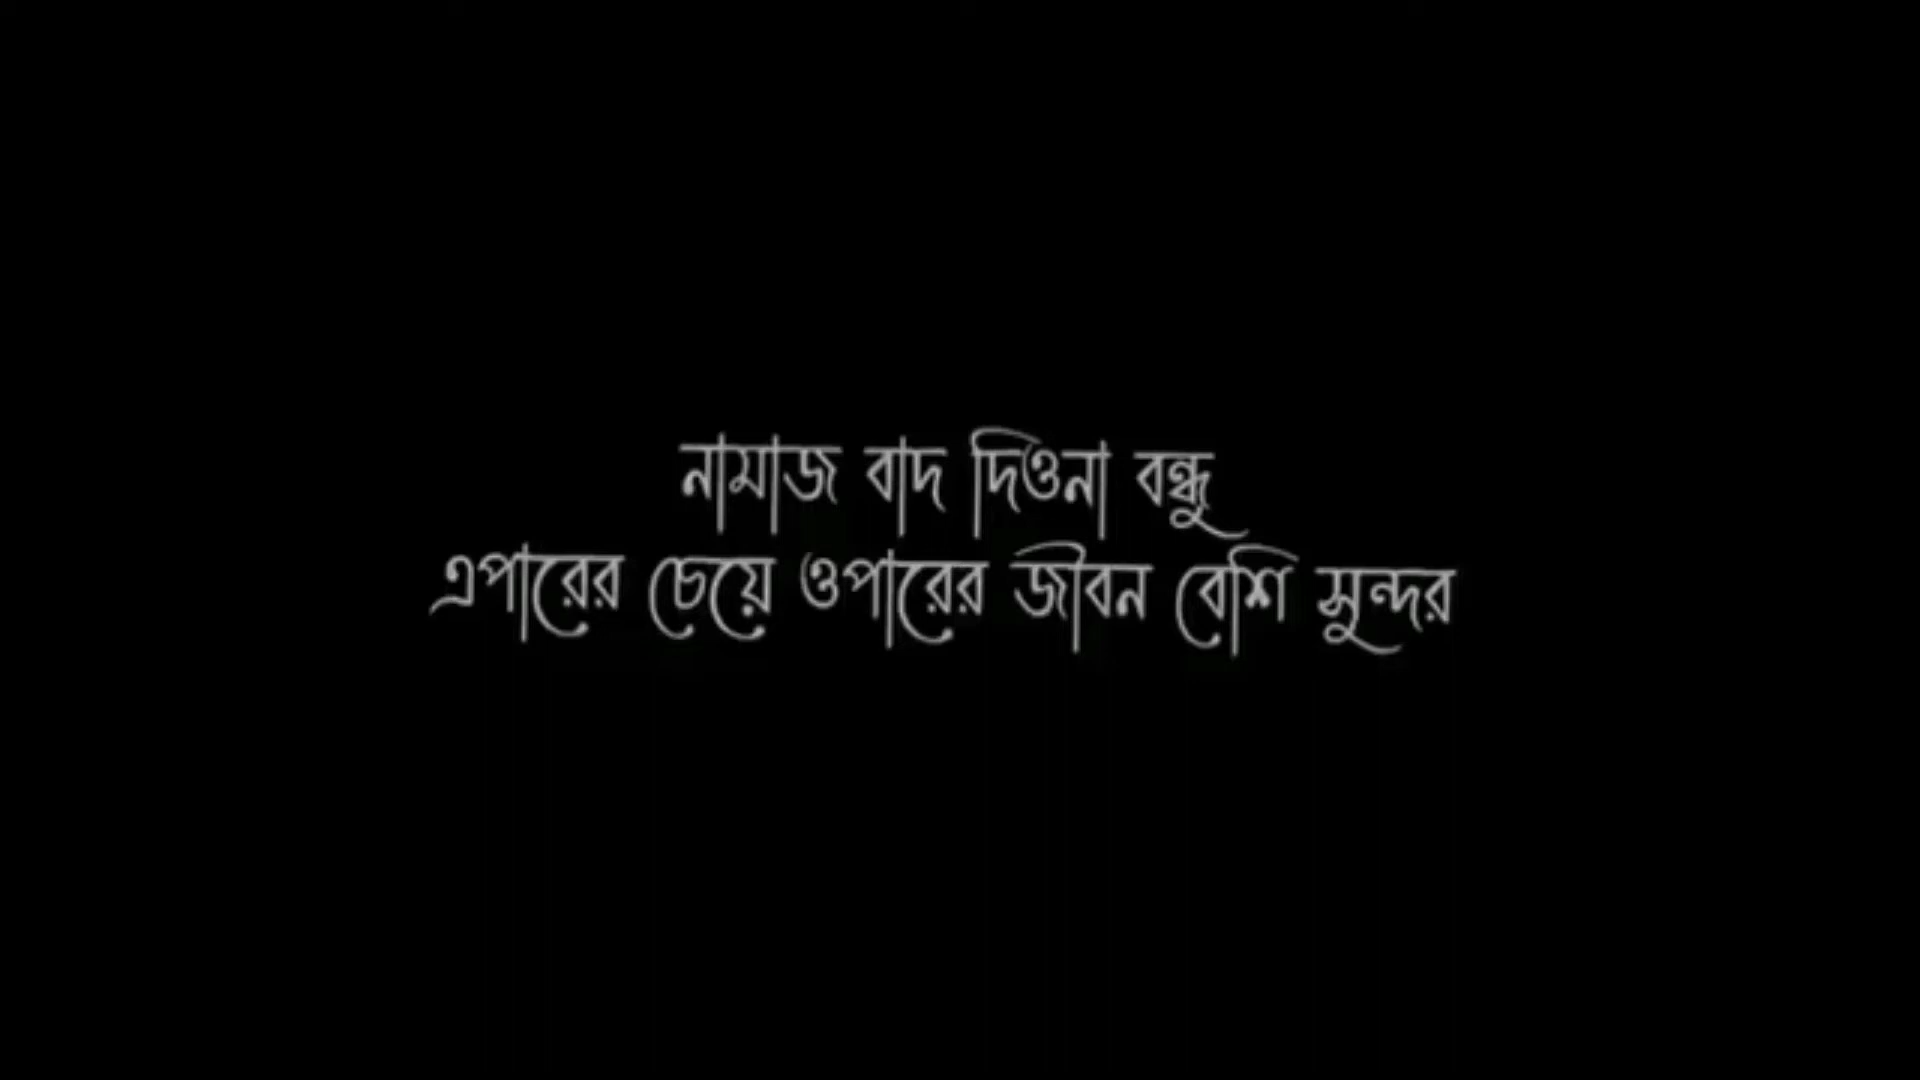 নামাজ বাদ দিওনা বন্ধু
এপারের চেয়ে ওপারের জীবন বেশি সুন্দর